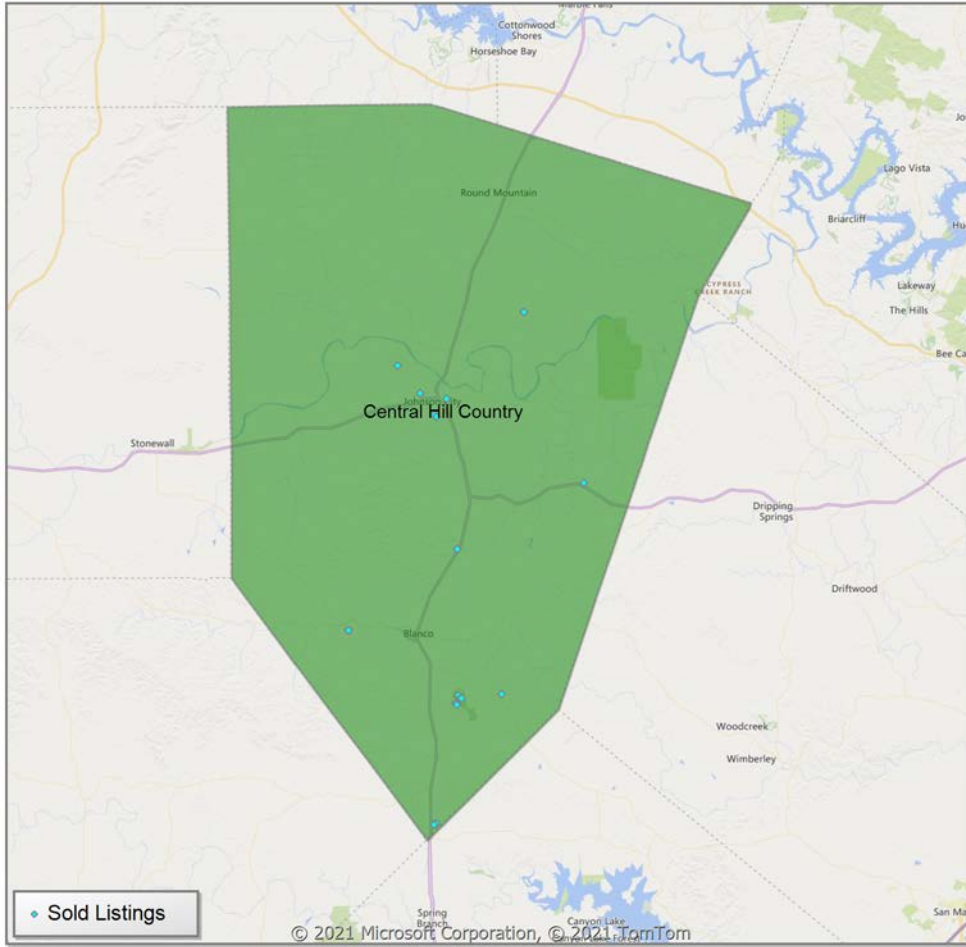 Cottonwood
Shores
Horseshoe Bay
Round Mountain
Lago Vista
Briarcliff
CYPRESS
CREEK RANCH
Lakeway
The Hills
Central Hill Country
Stonewall
Dripping
Springs
Driftwood
Blanco
Woodcreek
Wimberley
Sold Listings
Spring
Branch
Canyon Lake
© 2021 Microsoft Corporation, © 2021 TomTom